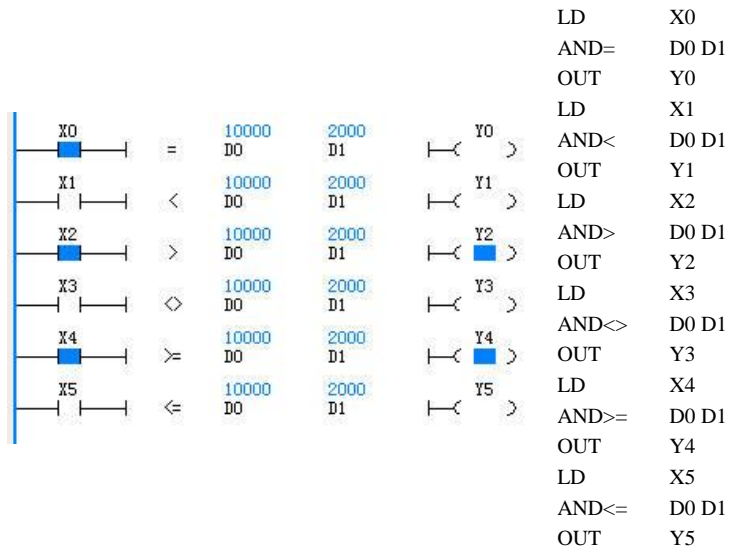 X0 10000 2000 Y0
= D0 D1
X1 10000 2000 Y1
< D0 D1
X2 10000 2000 Y2
> D0 D1
X3 10000 2000 Y3
<> D0 D1
X4 10000 2000 Y4
>= D0 D1
X5 10000 2000 Y5
<= D0 D1
LD X0
AND= D0 D1
OUT Y0
LD X1
AND< D0 D1
OUT Y1
LD X2
AND> D0 D1
OUT Y2
LD X3
AND<> D0 D1
OUT Y3
LD X4
AND>= D0 D1
OUT Y4
LD X5
AND<= D0 D1
OUT Y5